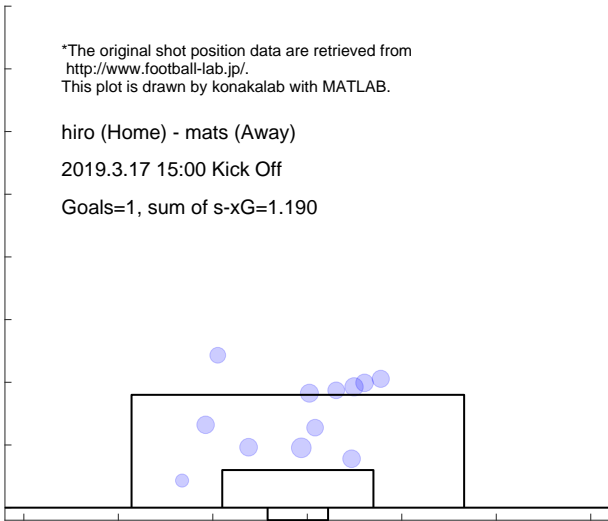 *The original shot position data are retrieved from
http://www.football-lab.jp/.
This plot is drawn by konakalab with MATLAB.
hiro (Home) - mats (Away)
2019.3.17 15:00 Kick Off
Goals=1, sum of s-xG=1.190